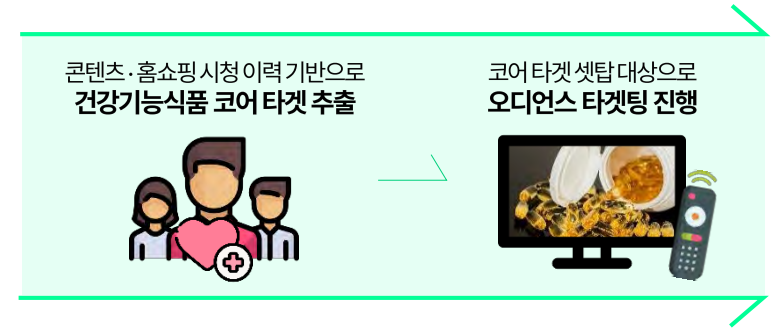 콘텐츠·홈쇼핑 시청 이력 기반으로
건강기능식품 코어 타겟 추출
코어 타겟 셋탑 대상으로
오디언스 타겟팅 진행